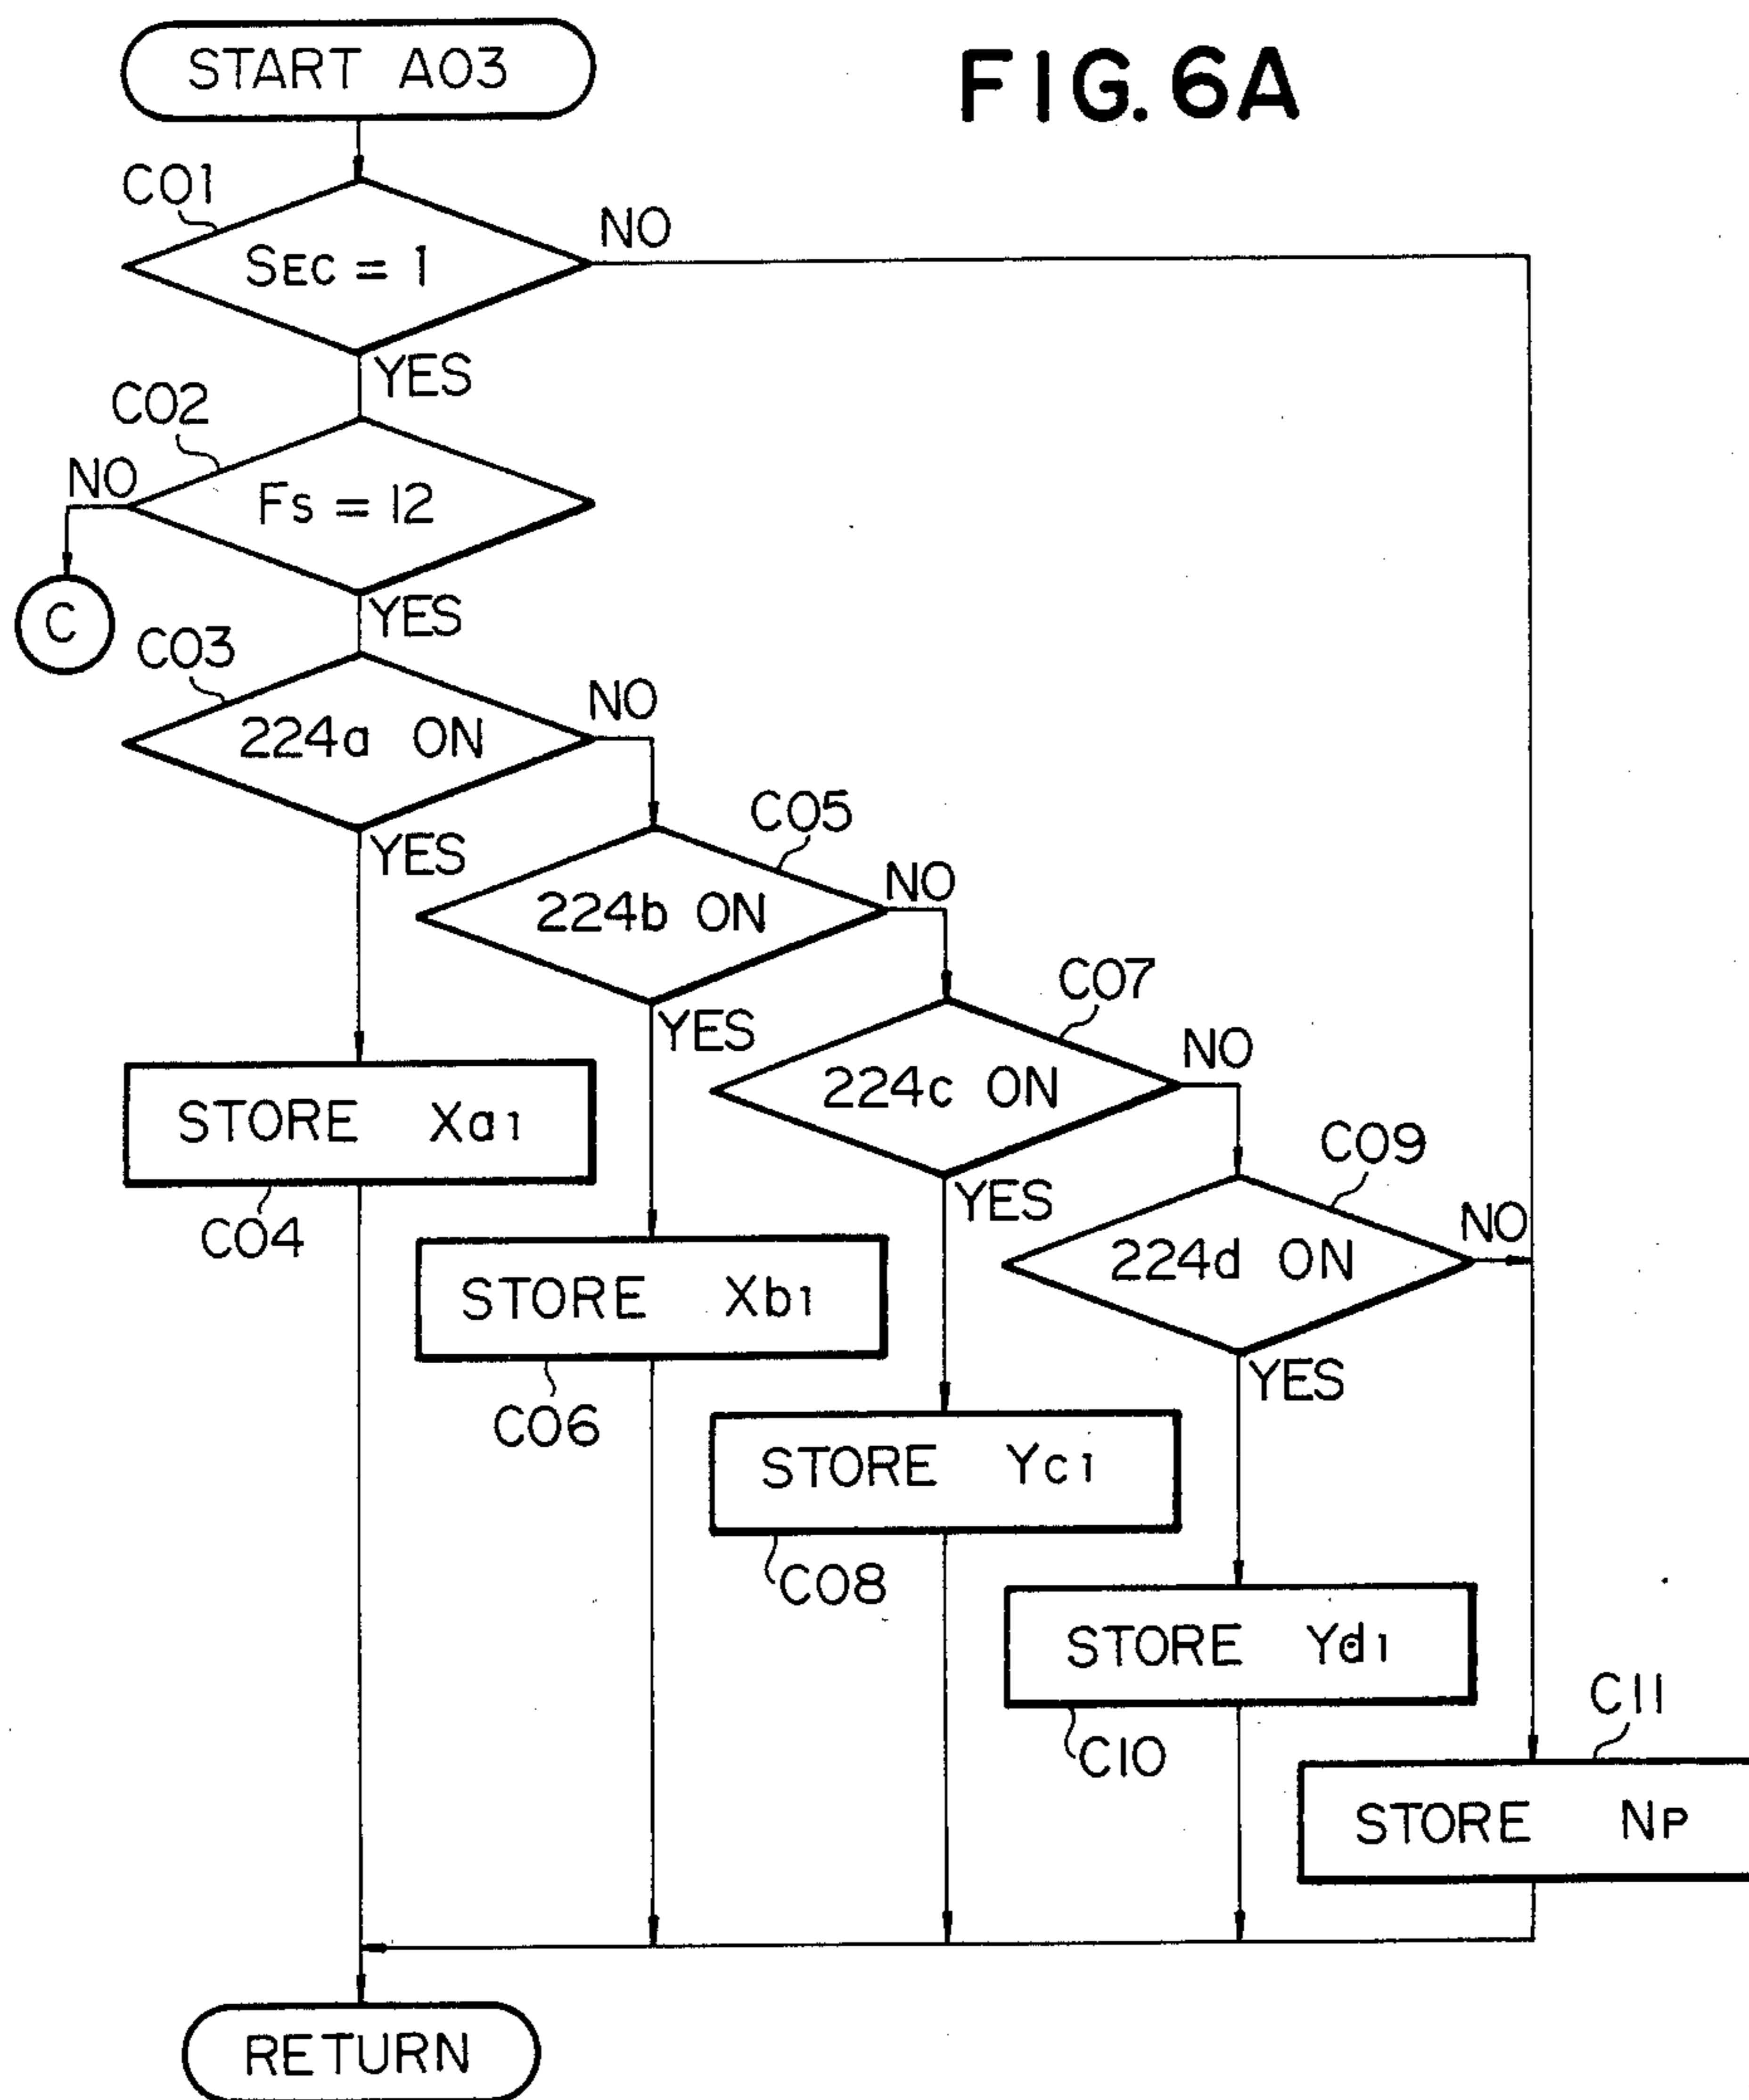 START A03
FIG. 6A
C01
SEC = 1
NO
YES
C02
NO
FS = 12
C
YES
C03
224a ON
NO
YES
C05
224b ON
NO
YES
C07
224c ON
NO
YES
C09
224d ON
NO
YES
STORE Xa1
C04
STORE Xb1
C06
STORE Yc1
C08
STORE Yd1
C10
C11
STORE NP
RETURN